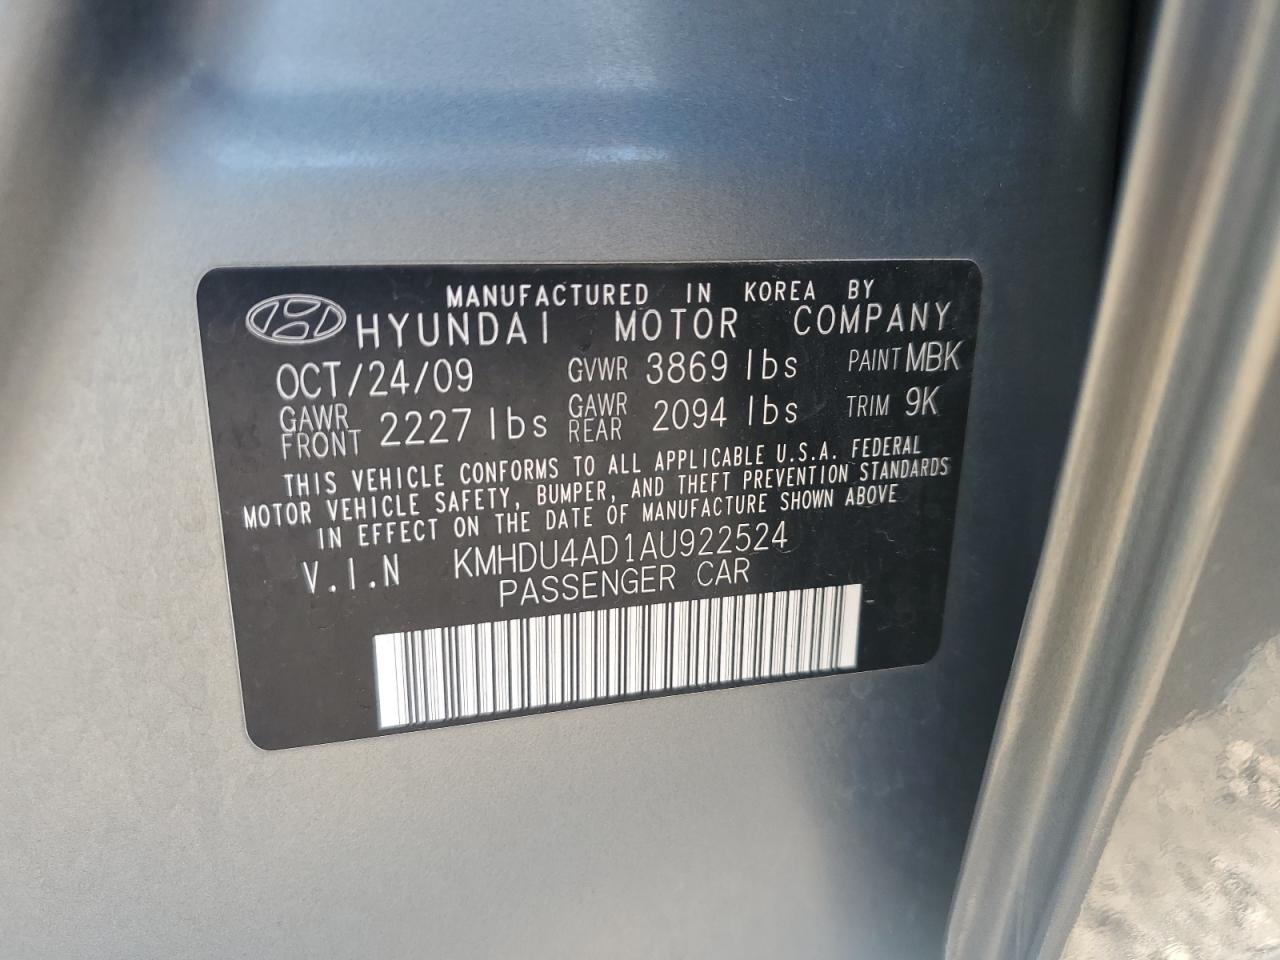 MANUFACTURED IN KOREA BY
HYUNDAI MOTOR COMPANY
OCT/24/09 GVWR 3869 lbs PAINT MBK
GAWR FRONT 2227 lbs GAWR REAR 2094 lbs TRIM 9K
THIS VEHICLE CONFORMS TO ALL APPLICABLE U.S.A. FEDERAL
MOTOR VEHICLE SAFETY, BUMPER, AND THEFT PREVENTION STANDARDS
IN EFFECT ON THE DATE OF MANUFACTURE SHOWN ABOVE
V.I.N KMHDU4AD1AU922524
PASSENGER CAR